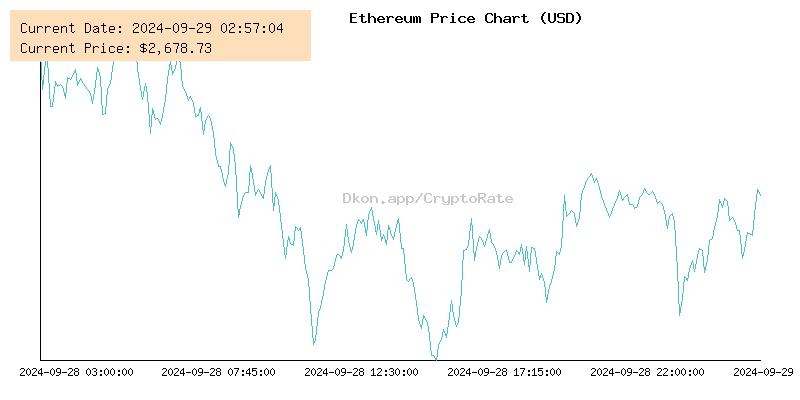 Ethereum Price Chart (USD)
Current Date: 2024-09-29 02:57:04
Current Price: $2,678.73
Dkon.app/CryptoRate
2024-09-28 03:00:00
2024-09-28 07:45:00
2024-09-28 12:30:00
2024-09-28 17:15:00
2024-09-28 22:00:00
2024-09-29